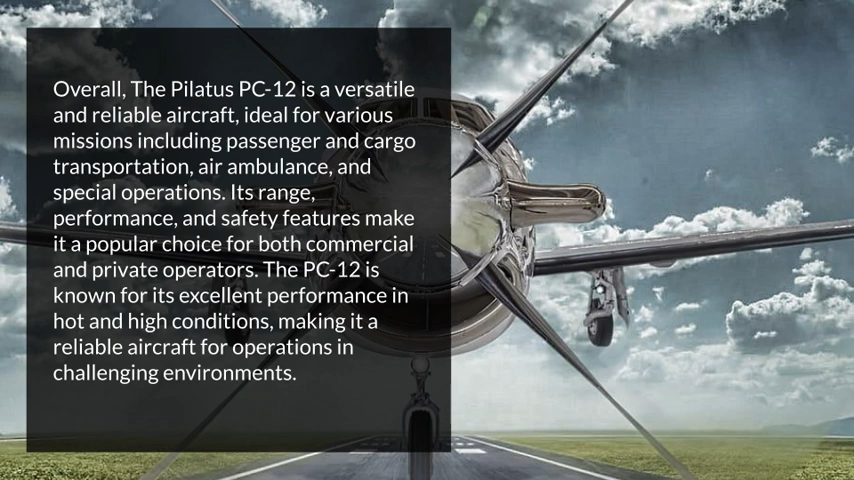 Overall, The Pilatus PC-12 is a versatile
and reliable aircraft, ideal for various
missions including passenger and cargo
transportation, air ambulance, and
special operations. Its range,
performance, and safety features make
it a popular choice for both commercial
and private operators. The PC-12 is
known for its excellent performance in
hot and high conditions, making it a
reliable aircraft for operations in
challenging environments.